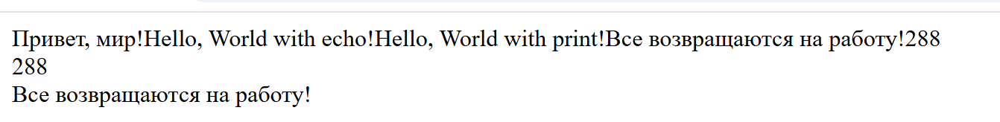 Привет, мир!Hello, World with echo!Hello, World with print!Все возвращаются на работу!288
288
Все возвращаются на работу!